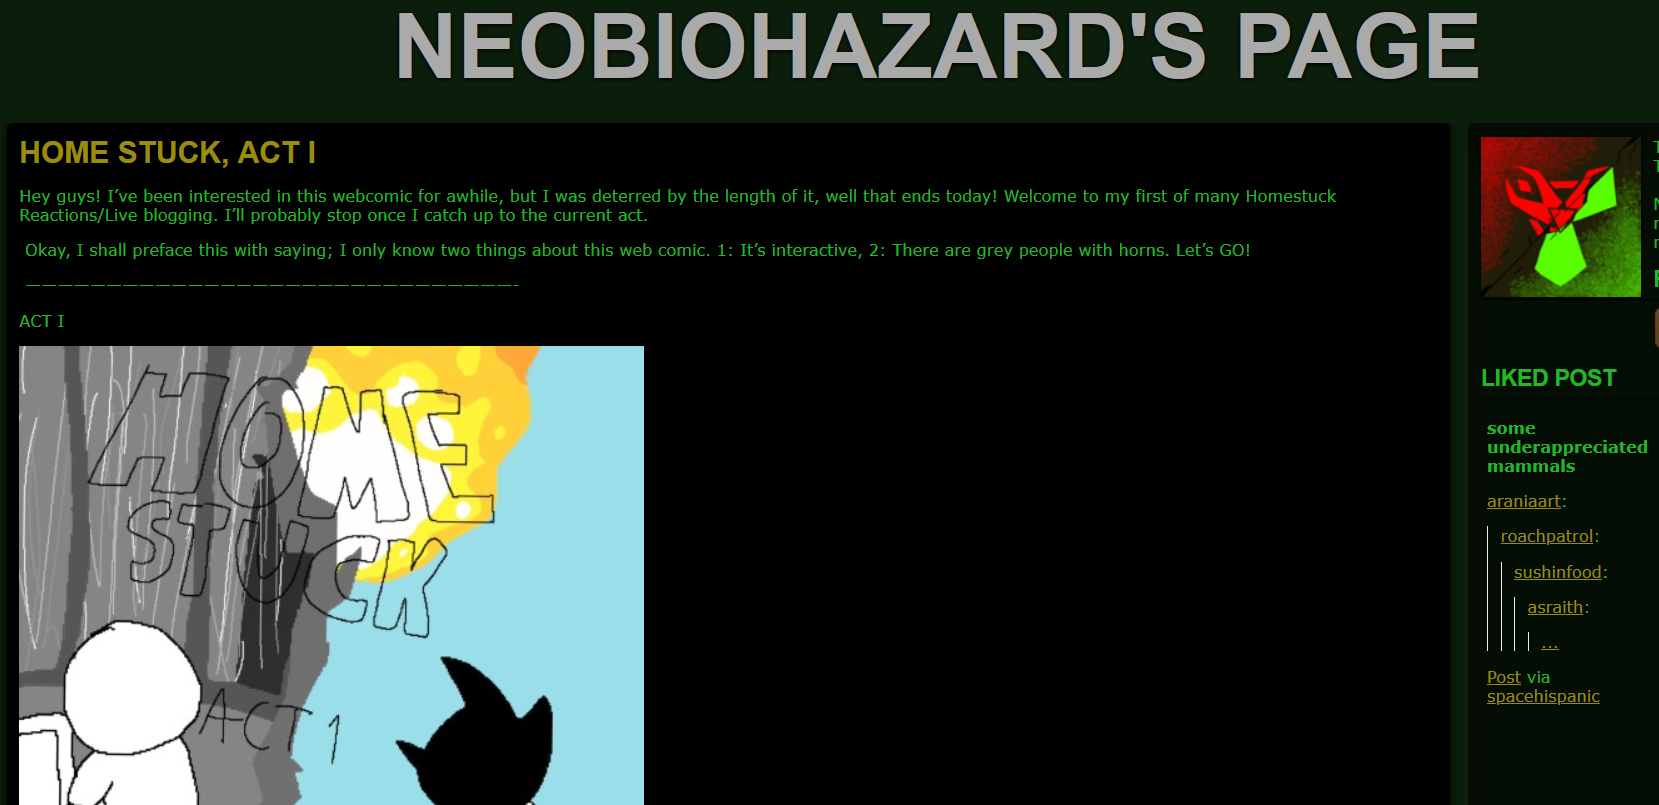 NEOBIOHAZARD'S PAGE
HOME STUCK, ACT I
Hey guys! I’ve been interested in this webcomic for awhile, but I was deterred by the length of it, well that ends today! Welcome to my first of many Homestuck
Reactions/Live blogging. I’ll probably stop once I catch up to the current act.
Okay, I shall preface this with saying; I only know two things about this web comic. 1: It’s interactive, 2: There are grey people with horns. Let’s GO!
——————————————————————————————-
ACT I
HOME
STUCK
ACT 1
LIKED POST
some
underappreciated
mammals
araniaart:
roachpatrol:
sushinfood:
asraith:
...
Post via
spacehispanic